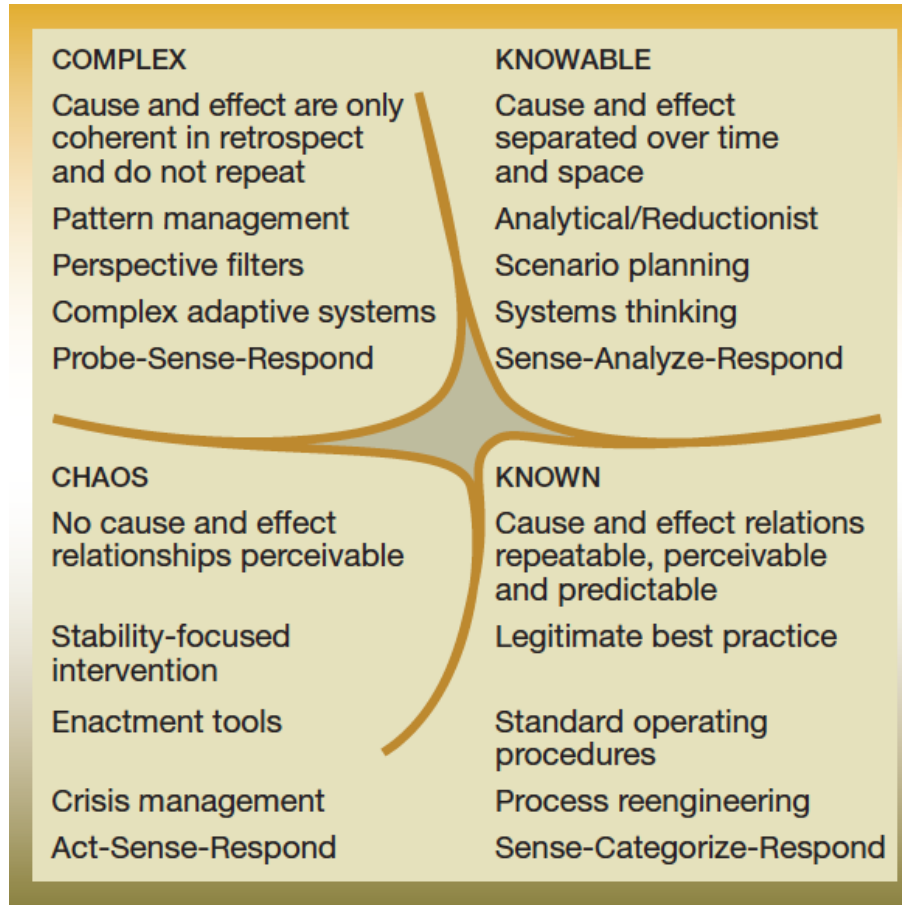 COMPLEX
Cause and effect are only
coherent in retrospect
and do not repeat
Pattern management
Perspective filters
Complex adaptive systems
Probe-Sense-Respond
KNOWABLE
Cause and effect
separated over time
and space
Analytical/Reductionist
Scenario planning
Systems thinking
Sense-Analyze-Respond
CHAOS
No cause and effect
relationships perceivable
Stability-focused
intervention
Enactment tools
Crisis management
Act-Sense-Respond
KNOWN
Cause and effect relations
repeatable, perceivable
and predictable
Legitimate best practice
Standard operating
procedures
Process reengineering
Sense-Categorize-Respond